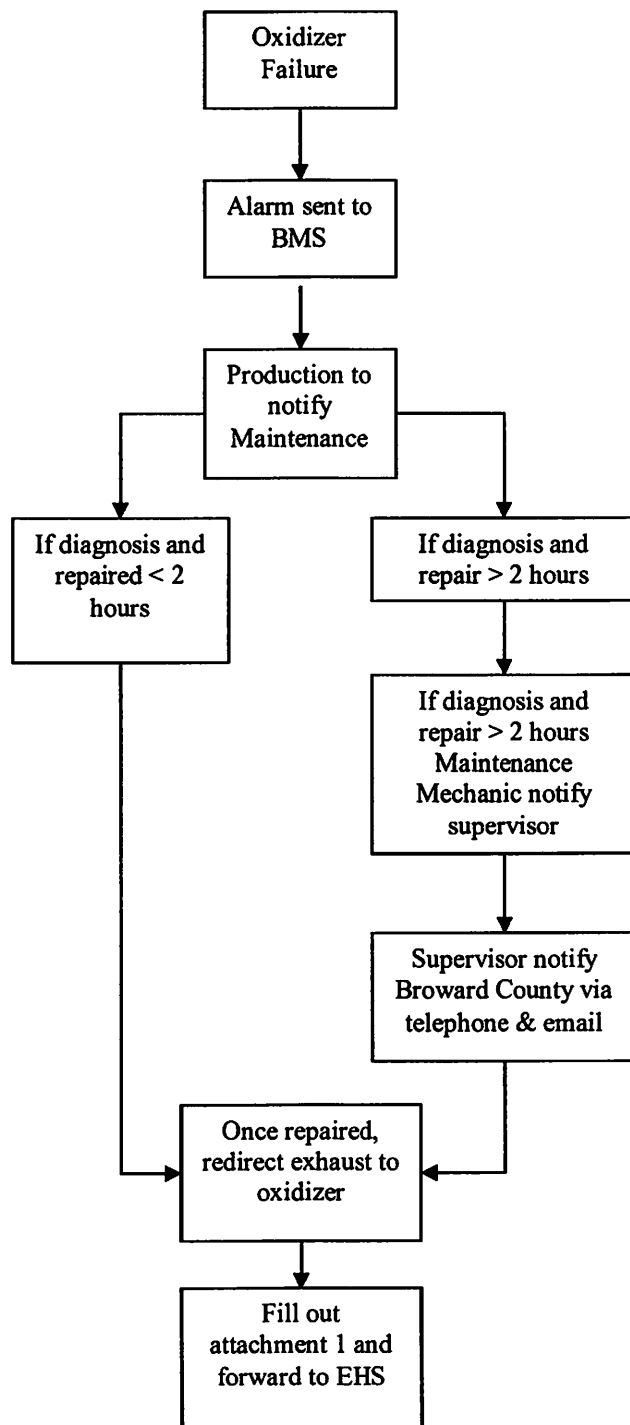 Oxidizer
Failure
Alarm sent to
BMS
Production to
notify
Maintenance
If diagnosis and
repaired < 2
hours
If diagnosis and
repair > 2 hours
If diagnosis and
repair > 2 hours
Maintenance
Mechanic notify
supervisor
Supervisor notify
Broward County via
telephone & email
Once repaired,
redirect exhaust to
oxidizer
Fill out
attachment 1 and
forward to EHS